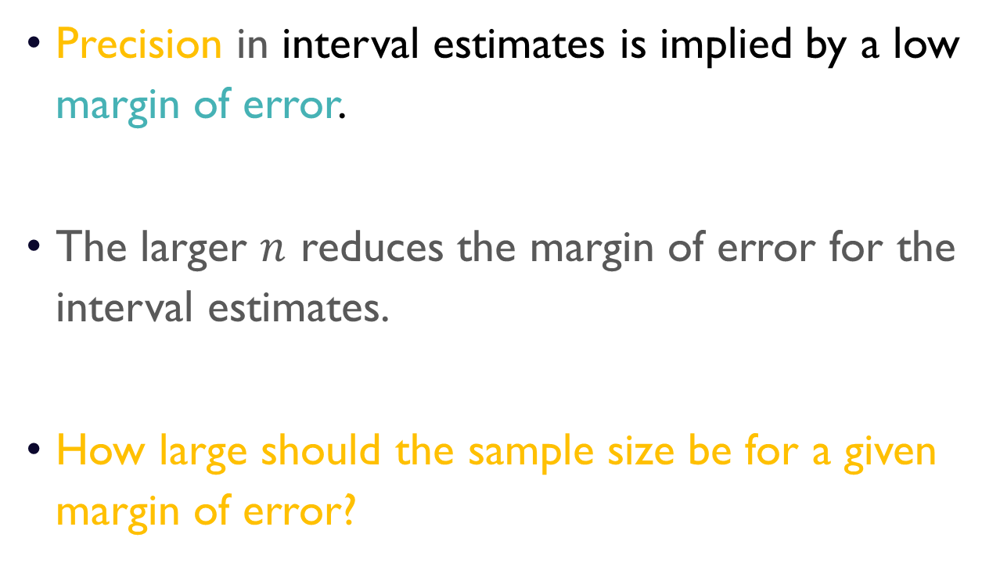 • Precision in interval estimates is implied by a low
margin of error.
• The larger n reduces the margin of error for the
interval estimates.
• How large should the sample size be for a given
margin of error?